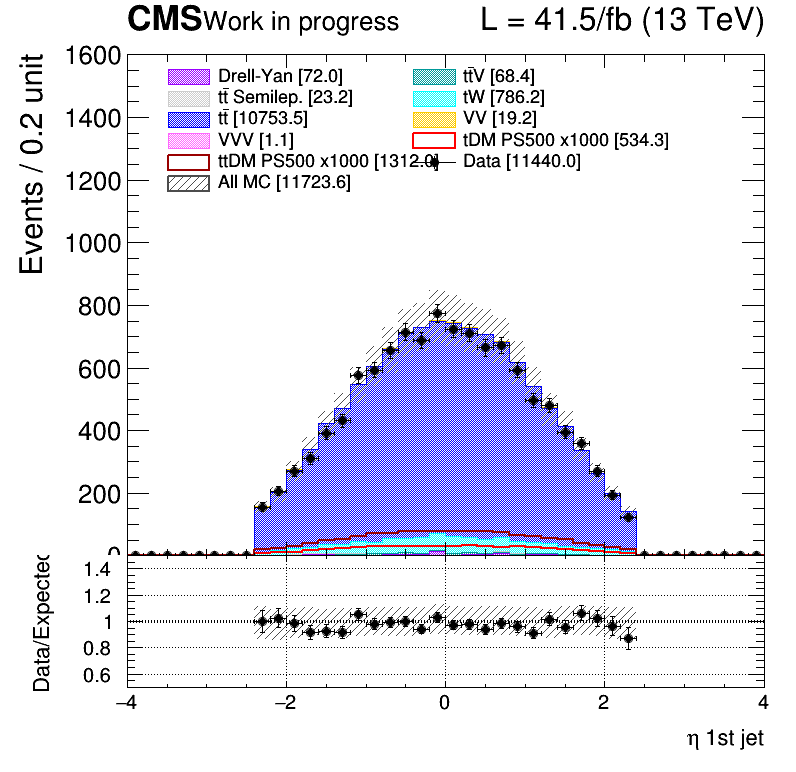 CMS Work in progress L = 41.5/fb (13 TeV)
Events / 0.2 unit
1600
1400
1200
1000
800
600
400
200
0
Drell-Yan [72.0] tt̄V [68.4]
tt̄ Semilep. [23.2] tW [786.2]
tt̄ [10753.5] VV [19.2]
VVV [1.1] tDM PS500 x1000 [534.3]
ttDM PS500 x1000 [1312.0] Data [11440.0]
All MC [11723.6]
Data/Expected
1.4
1.2
1
0.8
0.6
−4 −2 0 2 4
η 1st jet